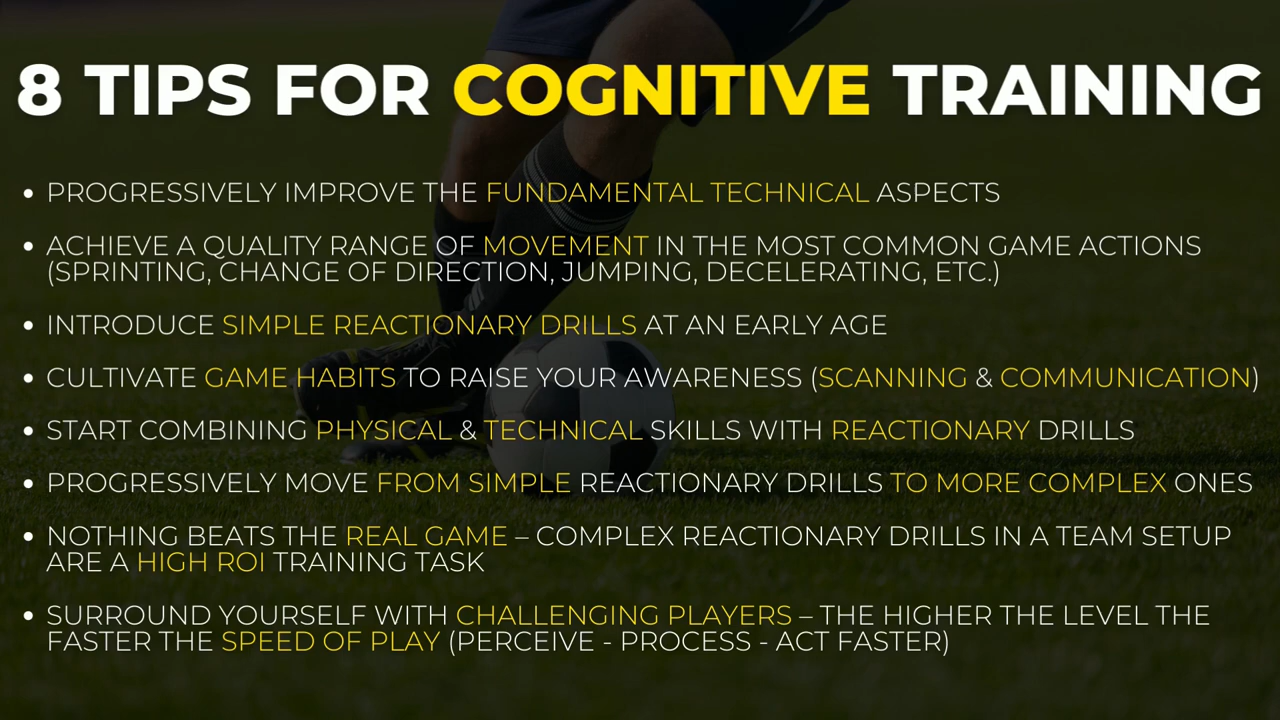 8 TIPS FOR COGNITIVE TRAINING
• PROGRESSIVELY IMPROVE THE FUNDAMENTAL TECHNICAL ASPECTS
• ACHIEVE A QUALITY RANGE OF MOVEMENT IN THE MOST COMMON GAME ACTIONS
(SPRINTING, CHANGE OF DIRECTION, JUMPING, DECELERATING, ETC.)
• INTRODUCE SIMPLE REACTIONARY DRILLS AT AN EARLY AGE
• CULTIVATE GAME HABITS TO RAISE YOUR AWARENESS (SCANNING & COMMUNICATION)
• START COMBINING PHYSICAL & TECHNICAL SKILLS WITH REACTIONARY DRILLS
• PROGRESSIVELY MOVE FROM SIMPLE REACTIONARY DRILLS TO MORE COMPLEX ONES
• NOTHING BEATS THE REAL GAME – COMPLEX REACTIONARY DRILLS IN A TEAM SETUP
ARE A HIGH ROI TRAINING TASK
• SURROUND YOURSELF WITH CHALLENGING PLAYERS – THE HIGHER THE LEVEL THE
FASTER THE SPEED OF PLAY (PERCEIVE - PROCESS - ACT FASTER)